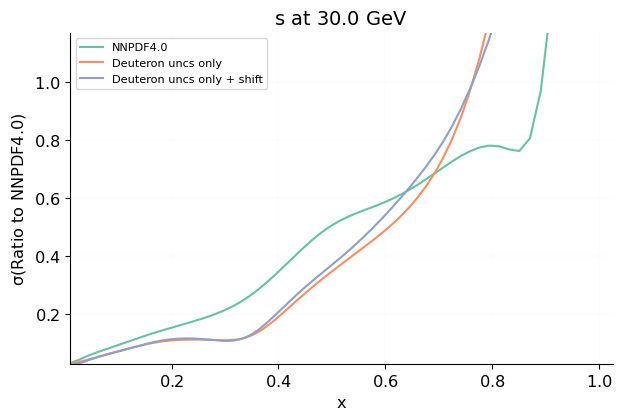 s at 30.0 GeV
NNPDF4.0
Deuteron uncs only
Deuteron uncs only + shift
σ(Ratio to NNPDF4.0)
1.0
0.8
0.6
0.4
0.2
0.2 0.4 0.6 0.8 1.0
x